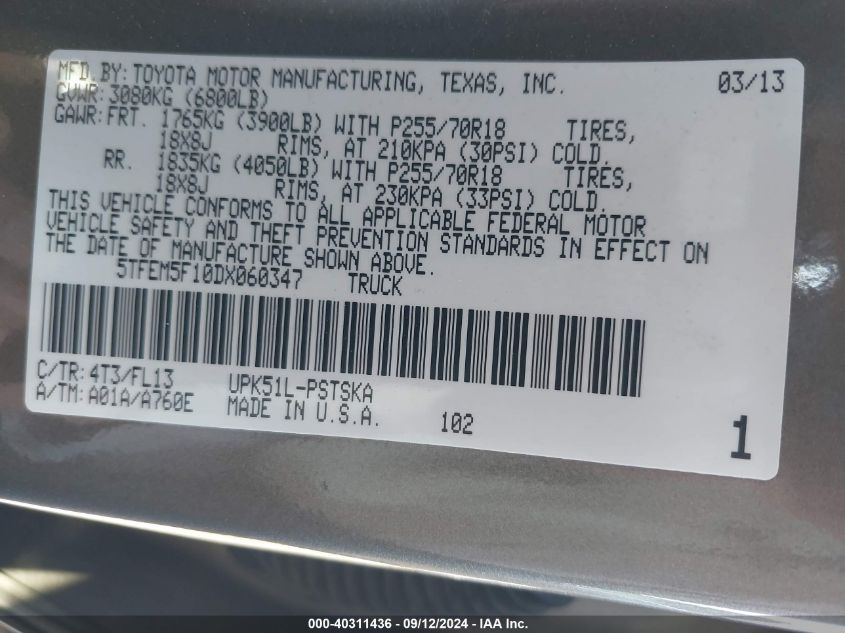 MFD. BY: TOYOTA MOTOR MANUFACTURING, TEXAS, INC. 03/13
GVWR: 3080KG (6800LB)
GAWR: FRT. 1765KG (3900LB) WITH P255/70R18 TIRES,
18X8J RIMS, AT 210KPA (30PSI) COLD.
RR. 1835KG (4050LB) WITH P255/70R18 TIRES,
18X8J RIMS, AT 230KPA (33PSI) COLD.
THIS VEHICLE CONFORMS TO ALL APPLICABLE FEDERAL MOTOR
VEHICLE SAFETY AND THEFT PREVENTION STANDARDS IN EFFECT ON
THE DATE OF MANUFACTURE SHOWN ABOVE.
5TFEM5F10DX060347 TRUCK
C/TR: 4T3/FL13 UPK51L-PSTSKA
A/TM: A01A/A760E MADE IN U.S.A. 102 1
000-40311436 - 09/12/2024 - IAA Inc.